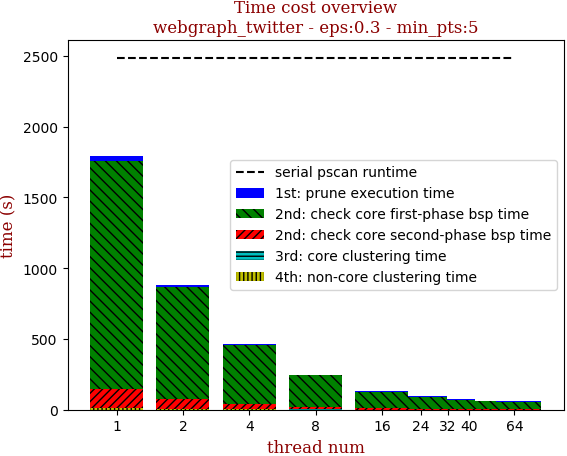 Time cost overview
webgraph_twitter - eps:0.3 - min_pts:5
time (s)
2500
2000
1500
1000
500
0
serial pscan runtime
1st: prune execution time
2nd: check core first-phase bsp time
2nd: check core second-phase bsp time
3rd: core clustering time
4th: non-core clustering time
1 2 4 8 16 24 32 40 64
thread num